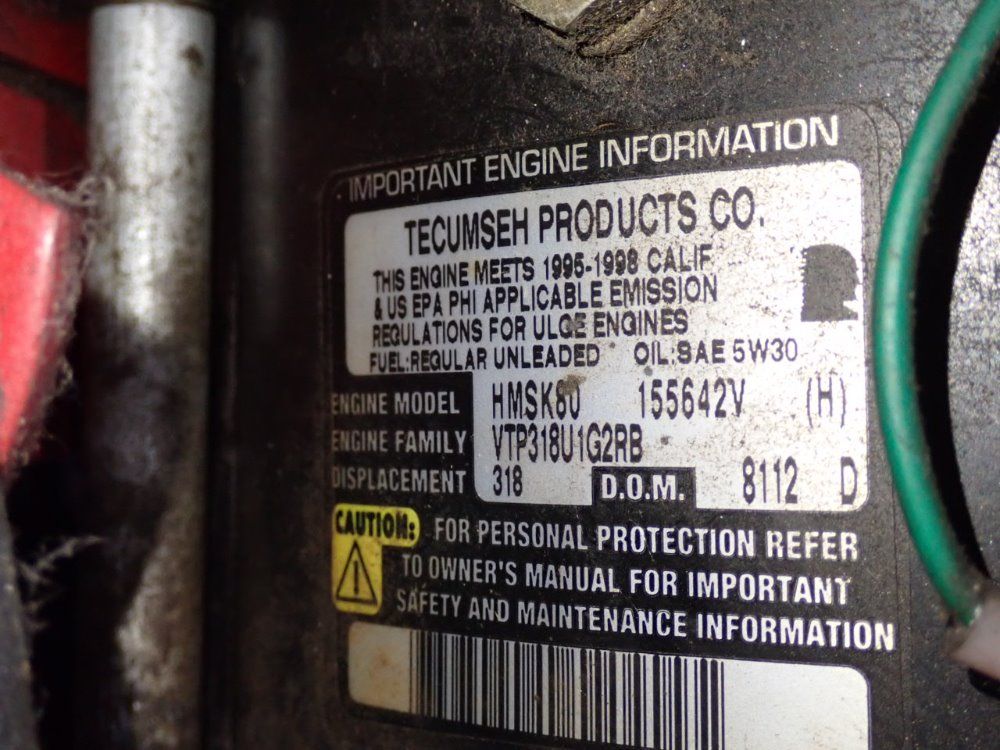 IMPORTANT ENGINE INFORMATION
TECUMSEH PRODUCTS CO.
THIS ENGINE MEETS 1995-1998 CALIF
& US EPA PHI APPLICABLE EMISSION
REGULATIONS FOR ULGE ENGINES
FUEL:REGULAR UNLEADED OIL:SAE 5W30
ENGINE MODEL HMSK80 155642V (H)
ENGINE FAMILY VTP318U1G2RB
DISPLACEMENT 318 D.O.M. 8112 D
CAUTION: FOR PERSONAL PROTECTION REFER
TO OWNER'S MANUAL FOR IMPORTANT
SAFETY AND MAINTENANCE INFORMATION